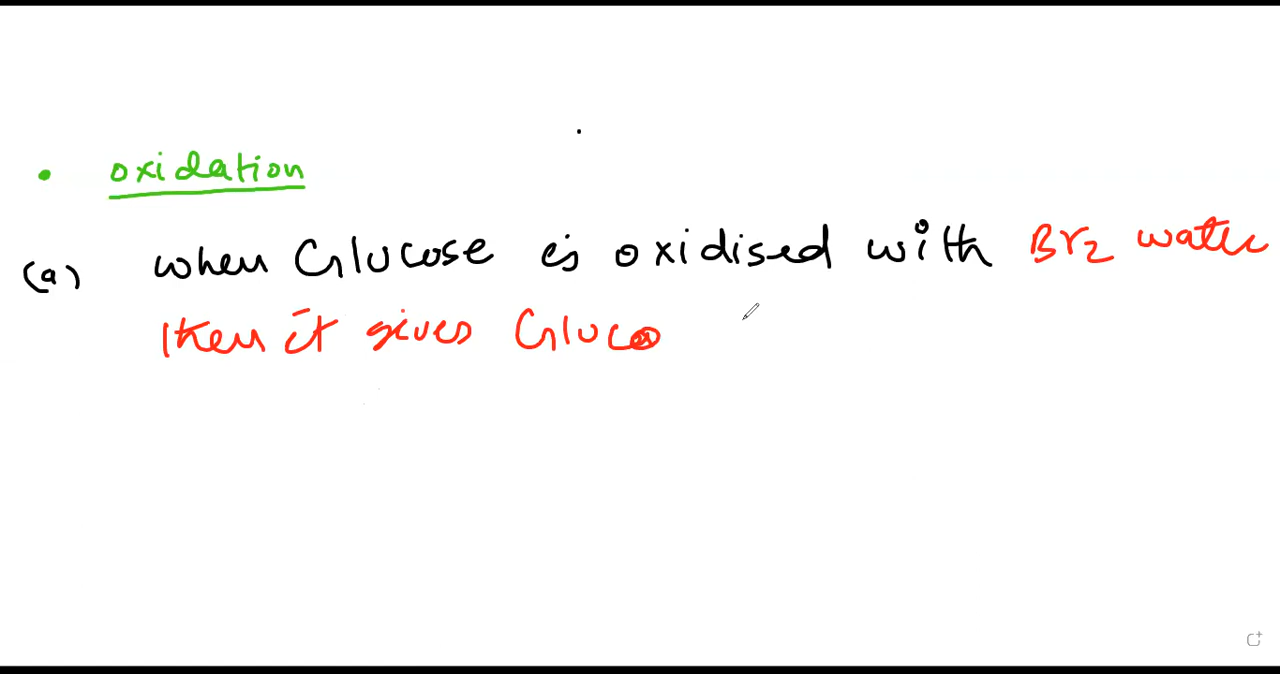 • oxidation
(a) when Glucose is oxidised with Br2 water
then it gives Gluco